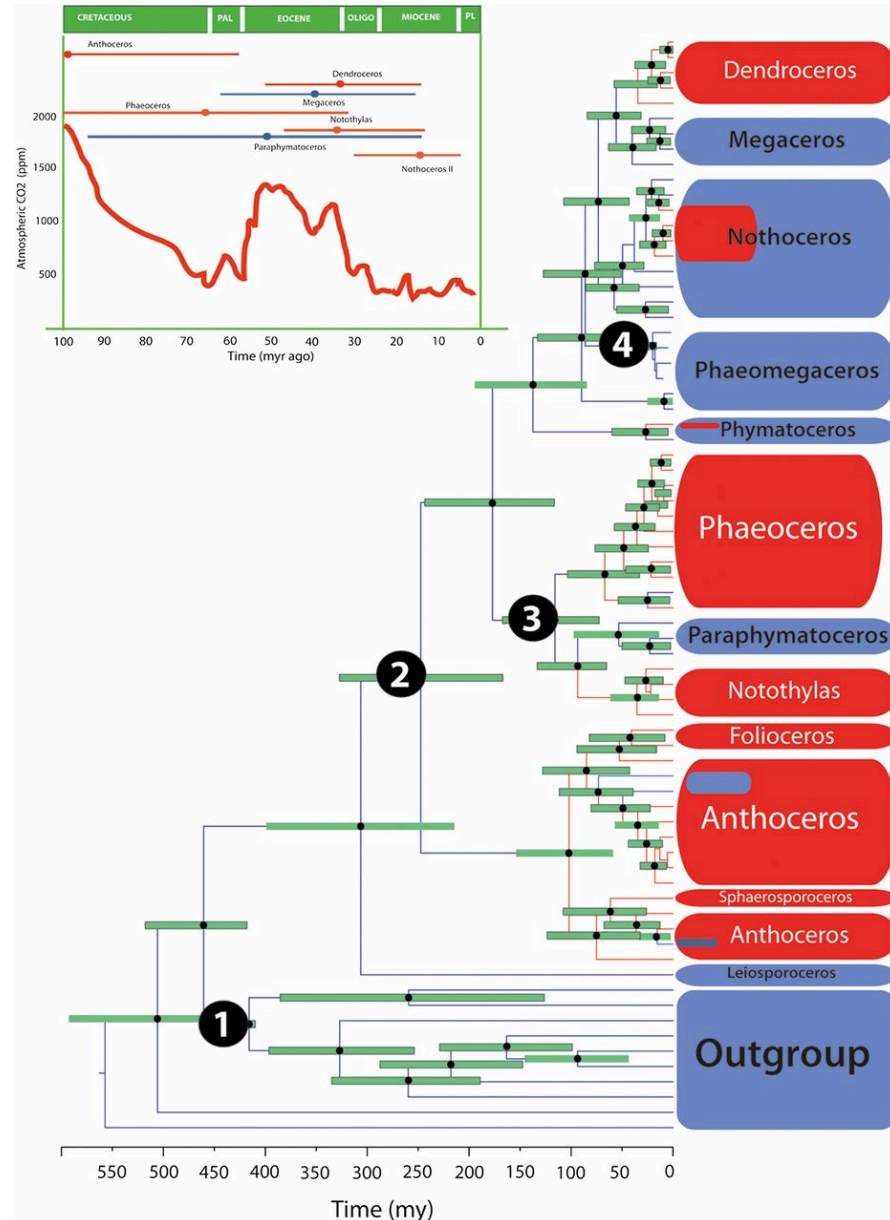 CRETACEOUS PAL EOCENE OLIGO MIOCENE PL
Anthoceros
Dendroceros
Megaceros
Phaeoceros
Notothylas
Paraphymatoceros
Nothoceros II
Atmospheric CO2 (ppm)
2000
1500
1000
500
100 90 80 70 60 50 40 30 20 10 0
Time (myr ago)
Dendroceros
Megaceros
Nothoceros
4
Phaeomegaceros
Phymatoceros
Phaeoceros
3
Paraphymatoceros
2
Notothylas
Folioceros
Anthoceros
Sphaerosporoceros
Anthoceros
Leiosporoceros
1
Outgroup
550 500 450 400 350 300 250 200 150 100 50 0
Time (my)